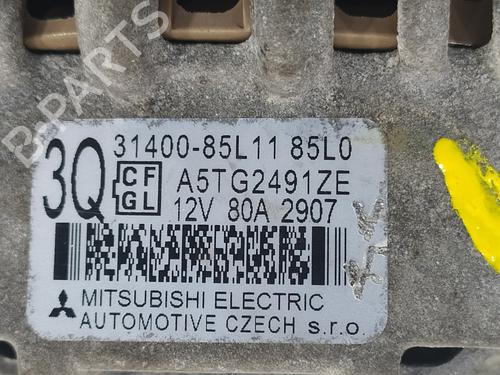 B-PARTS
3Q
31400-85L11 85L0
CF
GL
A5TG2491ZE
12V 80A 2907
MITSUBISHI ELECTRIC
AUTOMOTIVE CZECH s.r.o.